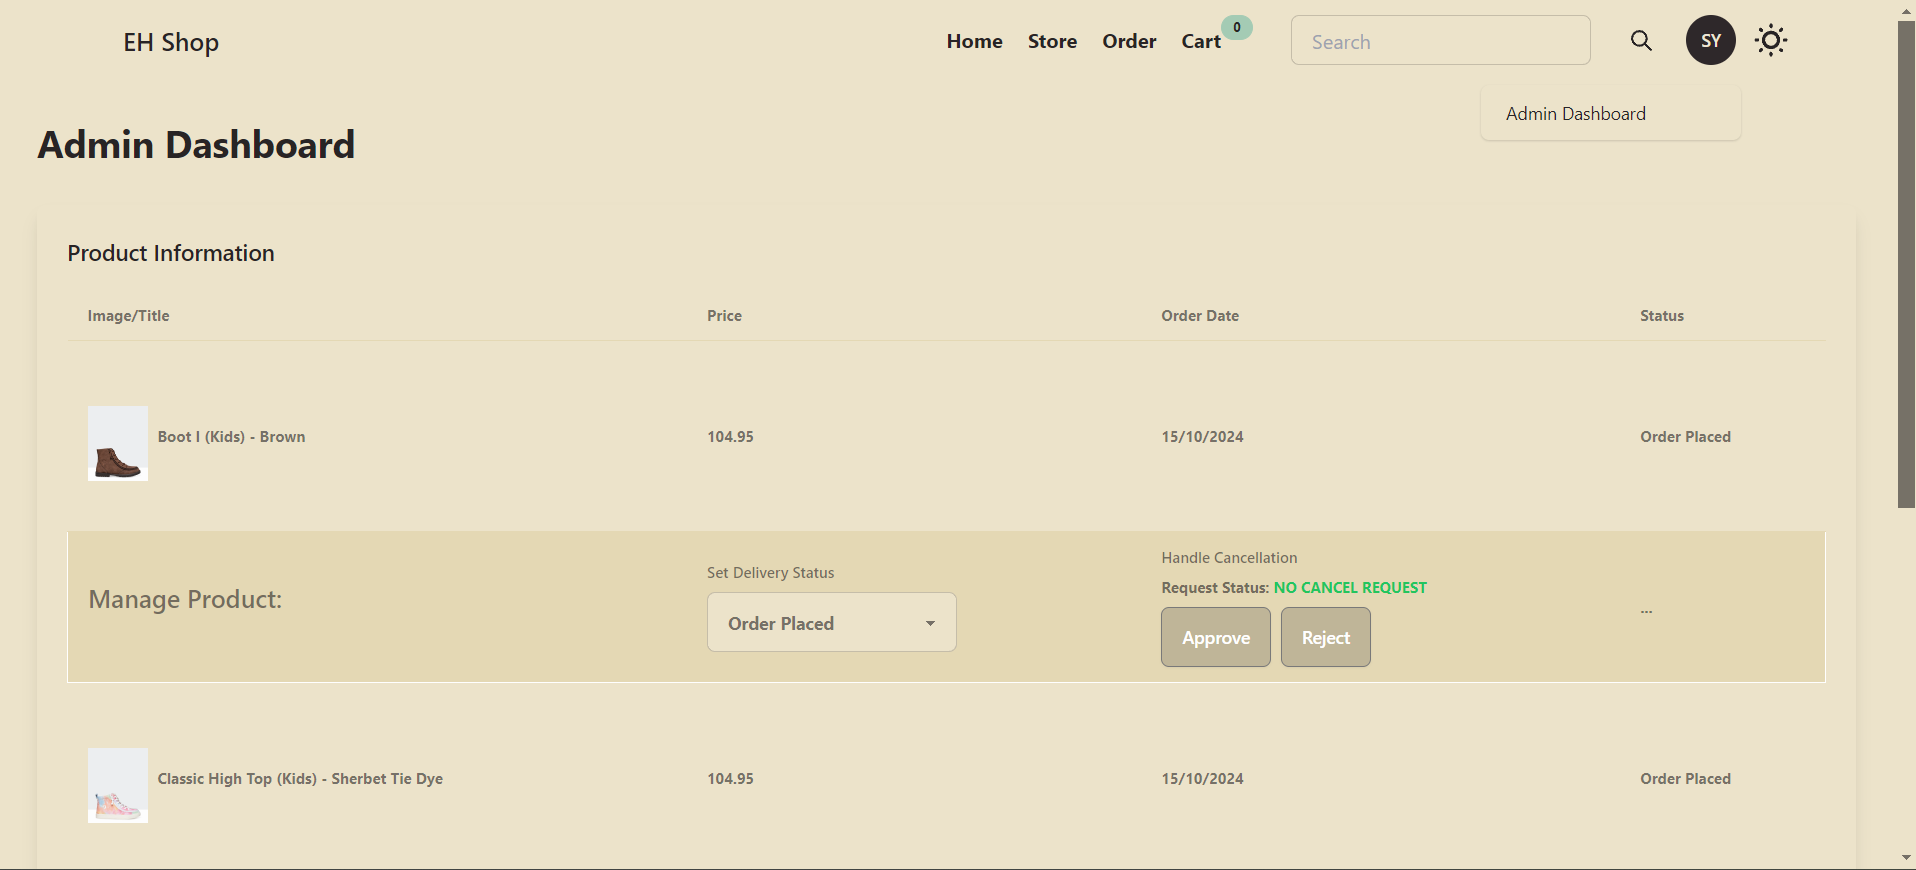 EH Shop
Home Store Order Cart 0
Search
SY
Admin Dashboard
Admin Dashboard
Product Information
Image/Title Price Order Date Status
Boot I (Kids) - Brown 104.95 15/10/2024 Order Placed
Manage Product:
Set Delivery Status
Order Placed
Handle Cancellation
Request Status: NO CANCEL REQUEST
Approve Reject
...
Classic High Top (Kids) - Sherbet Tie Dye 104.95 15/10/2024 Order Placed